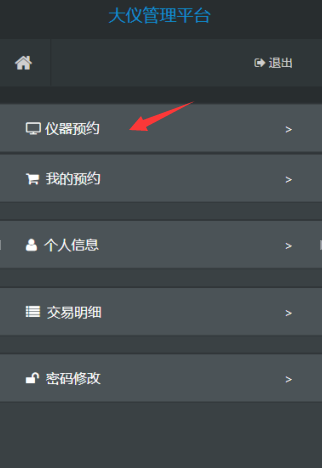 大仪管理平台
退出
仪器预约 >
我的预约 >
个人信息 >
交易明细 >
密码修改 >